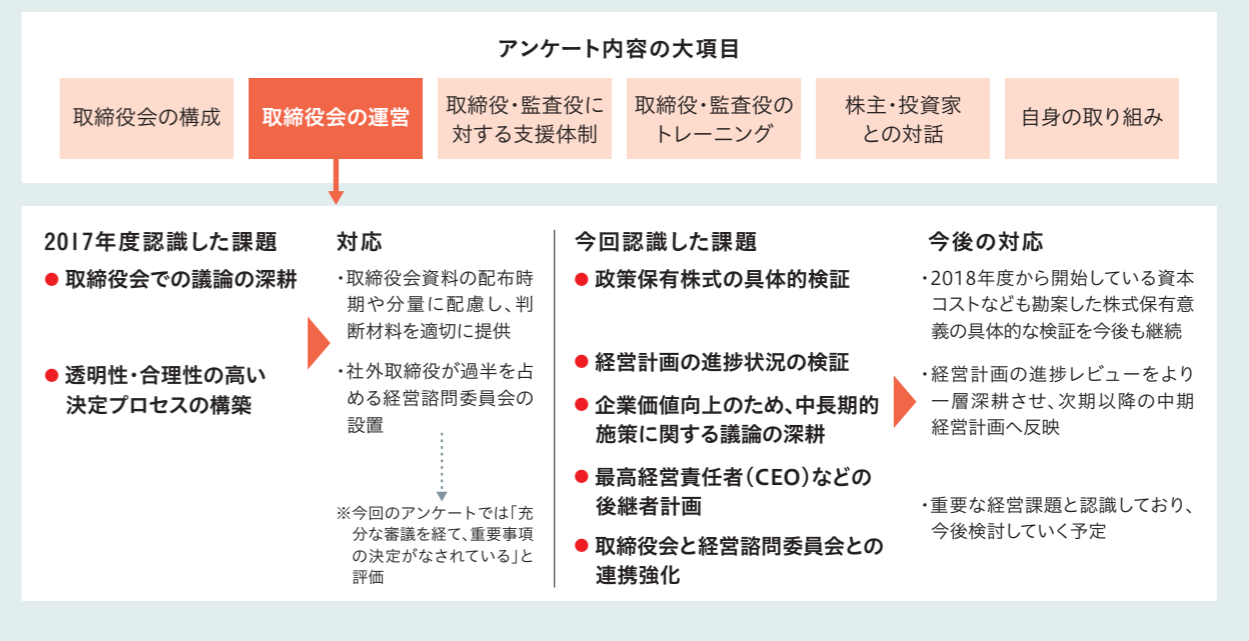 アンケート内容の大項目
取締役会の構成
取締役会の運営
取締役・監査役に
対する支援体制
取締役・監査役の
トレーニング
株主・投資家
との対話
自身の取り組み
2017年度認識した課題
● 取締役会での議論の深耕
● 透明性・合理性の高い
決定プロセスの構築
対応
・取締役会資料の配布時
期や分量に配慮し、判
断材料を適切に提供
・社外取締役が過半を占
める経営諮問委員会の
設置
※今回のアンケートでは「充
分な審議を経て、重要事項
の決定がなされている」と
評価
今回認識した課題
● 政策保有株式の具体的検証
● 経営計画の進捗状況の検証
● 企業価値向上のため、中長期的
施策に関する議論の深耕
● 最高経営責任者（CEO）などの
後継者計画
● 取締役会と経営諮問委員会との
連携強化
今後の対応
・2018年度から開始している資本
コストなども勘案した株式保有意
義の具体的な検証を今後も継続
・経営計画の進捗レビューをより
一層深耕させ、次期以降の中期
経営計画へ反映
・重要な経営課題と認識しており、
今後検討していく予定